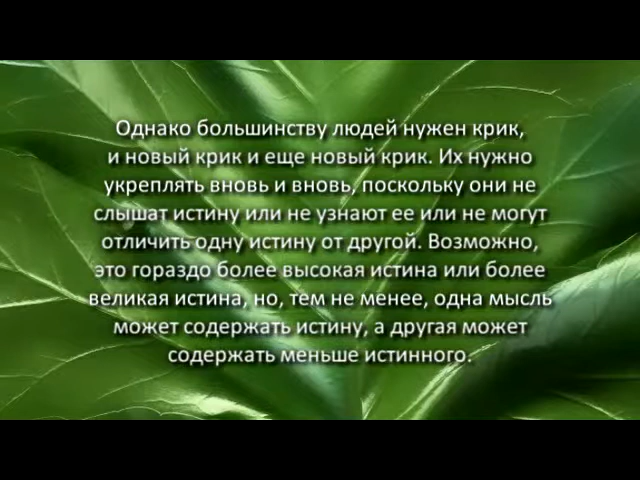 Однако большинству людей нужен крик,
и новый крик и еще новый крик. Их нужно
укреплять вновь и вновь, поскольку они не
слышат истину или не узнают ее или не могут
отличить одну истину от другой. Возможно,
это гораздо более высокая истина или более
великая истина, но, тем не менее, одна мысль
может содержать истину, а другая может
содержать меньше истинного.